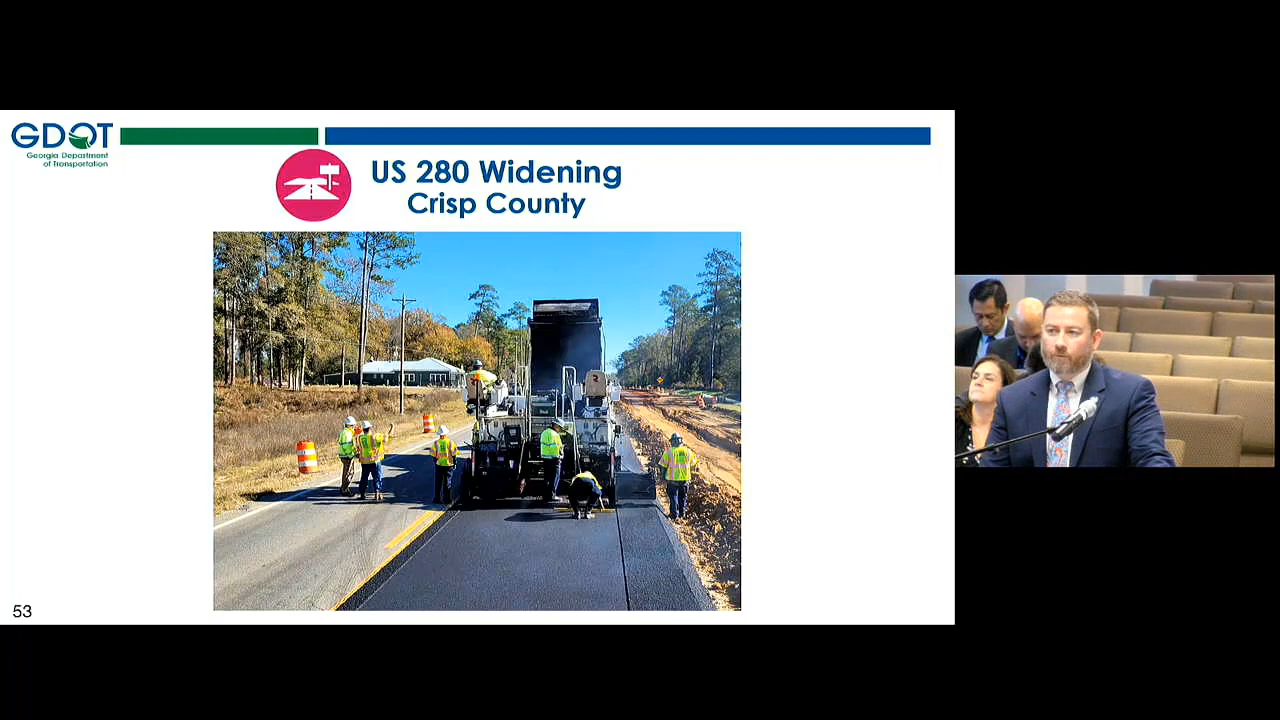 GDOT
Georgia Department
of Transportation
US 280 Widening
Crisp County
53